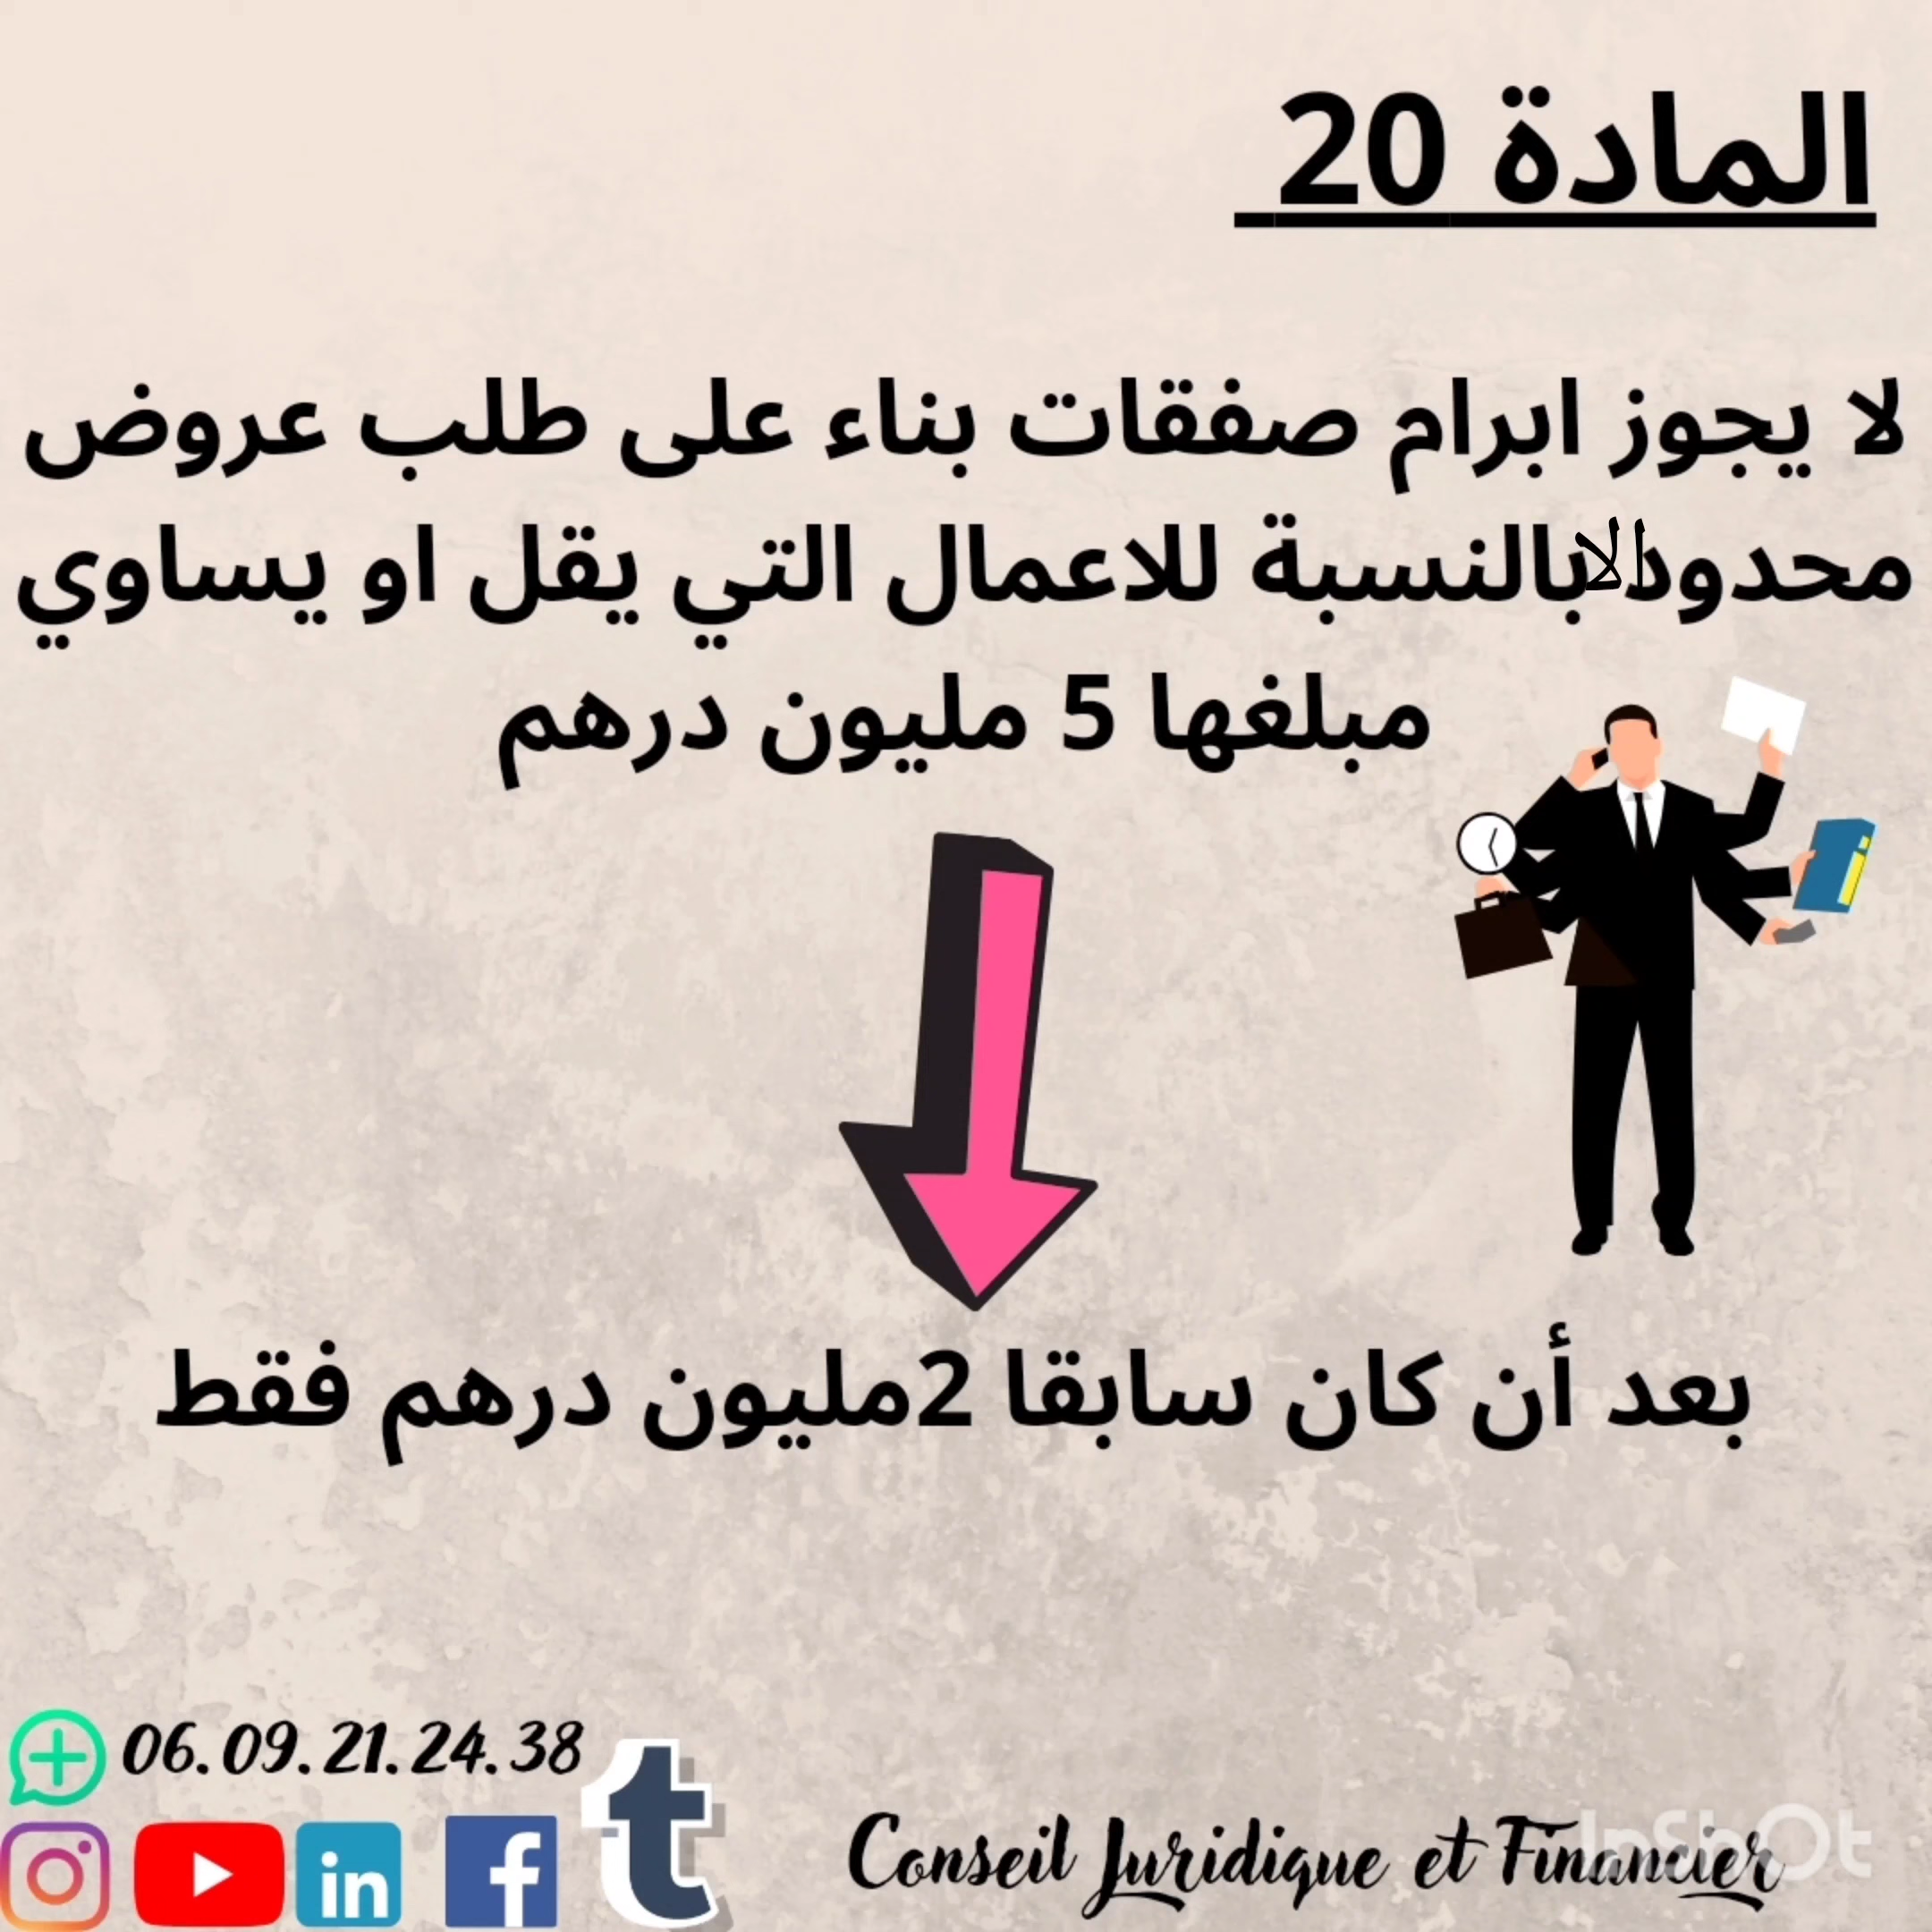 المادة 20
لا يجوز ابرام صفقات بناء على طلب عروض
محدود الا بالنسبة للاعمال التي يقل او يساوي
مبلغها 5 مليون درهم
بعد أن كان سابقا 2مليون درهم فقط
06.09.21.24.38
Conseil Juridique et Financier
InShOt